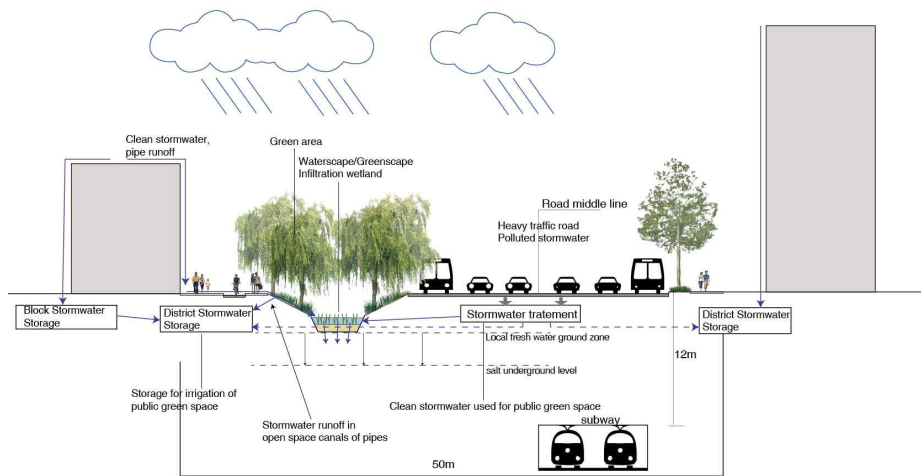 Clean stormwater,
pipe runoff
Green area
Waterscape/Greenscape
Infiltration wetland
Road middle line
Heavy traffic road
Polluted stormwater
Block Stormwater
Storage
District Stormwater
Storage
Stormwater tratement
District Stormwater
Storage
Local fresh water ground zone
12m
salt underground level
Storage for irrigation of
public green space
Clean stormwater used for public green space
Stormwater runoff in
open space canals of pipes
subway
50m